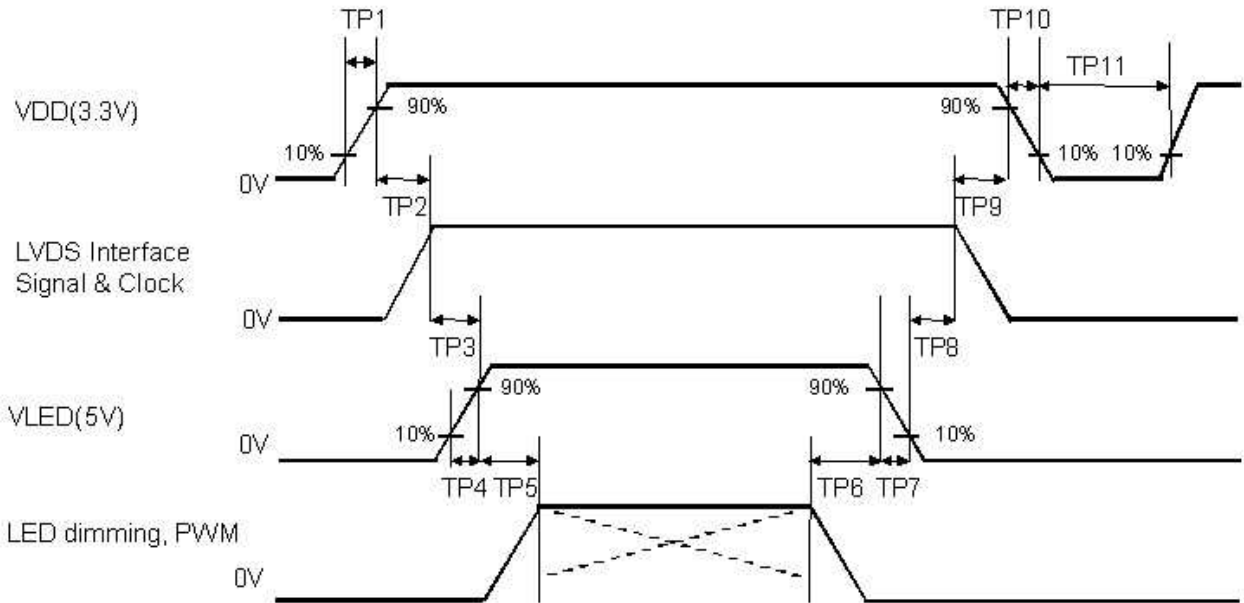 TP1
TP10
TP11
VDD(3.3V)
90%
90%
10%
10%
10%
0V
TP2
TP9
LVDS Interface
Signal & Clock
0V
TP3
TP8
90%
90%
VLED(5V)
10%
10%
0V
TP4
TP5
TP6
TP7
LED dimming, PWM
0V